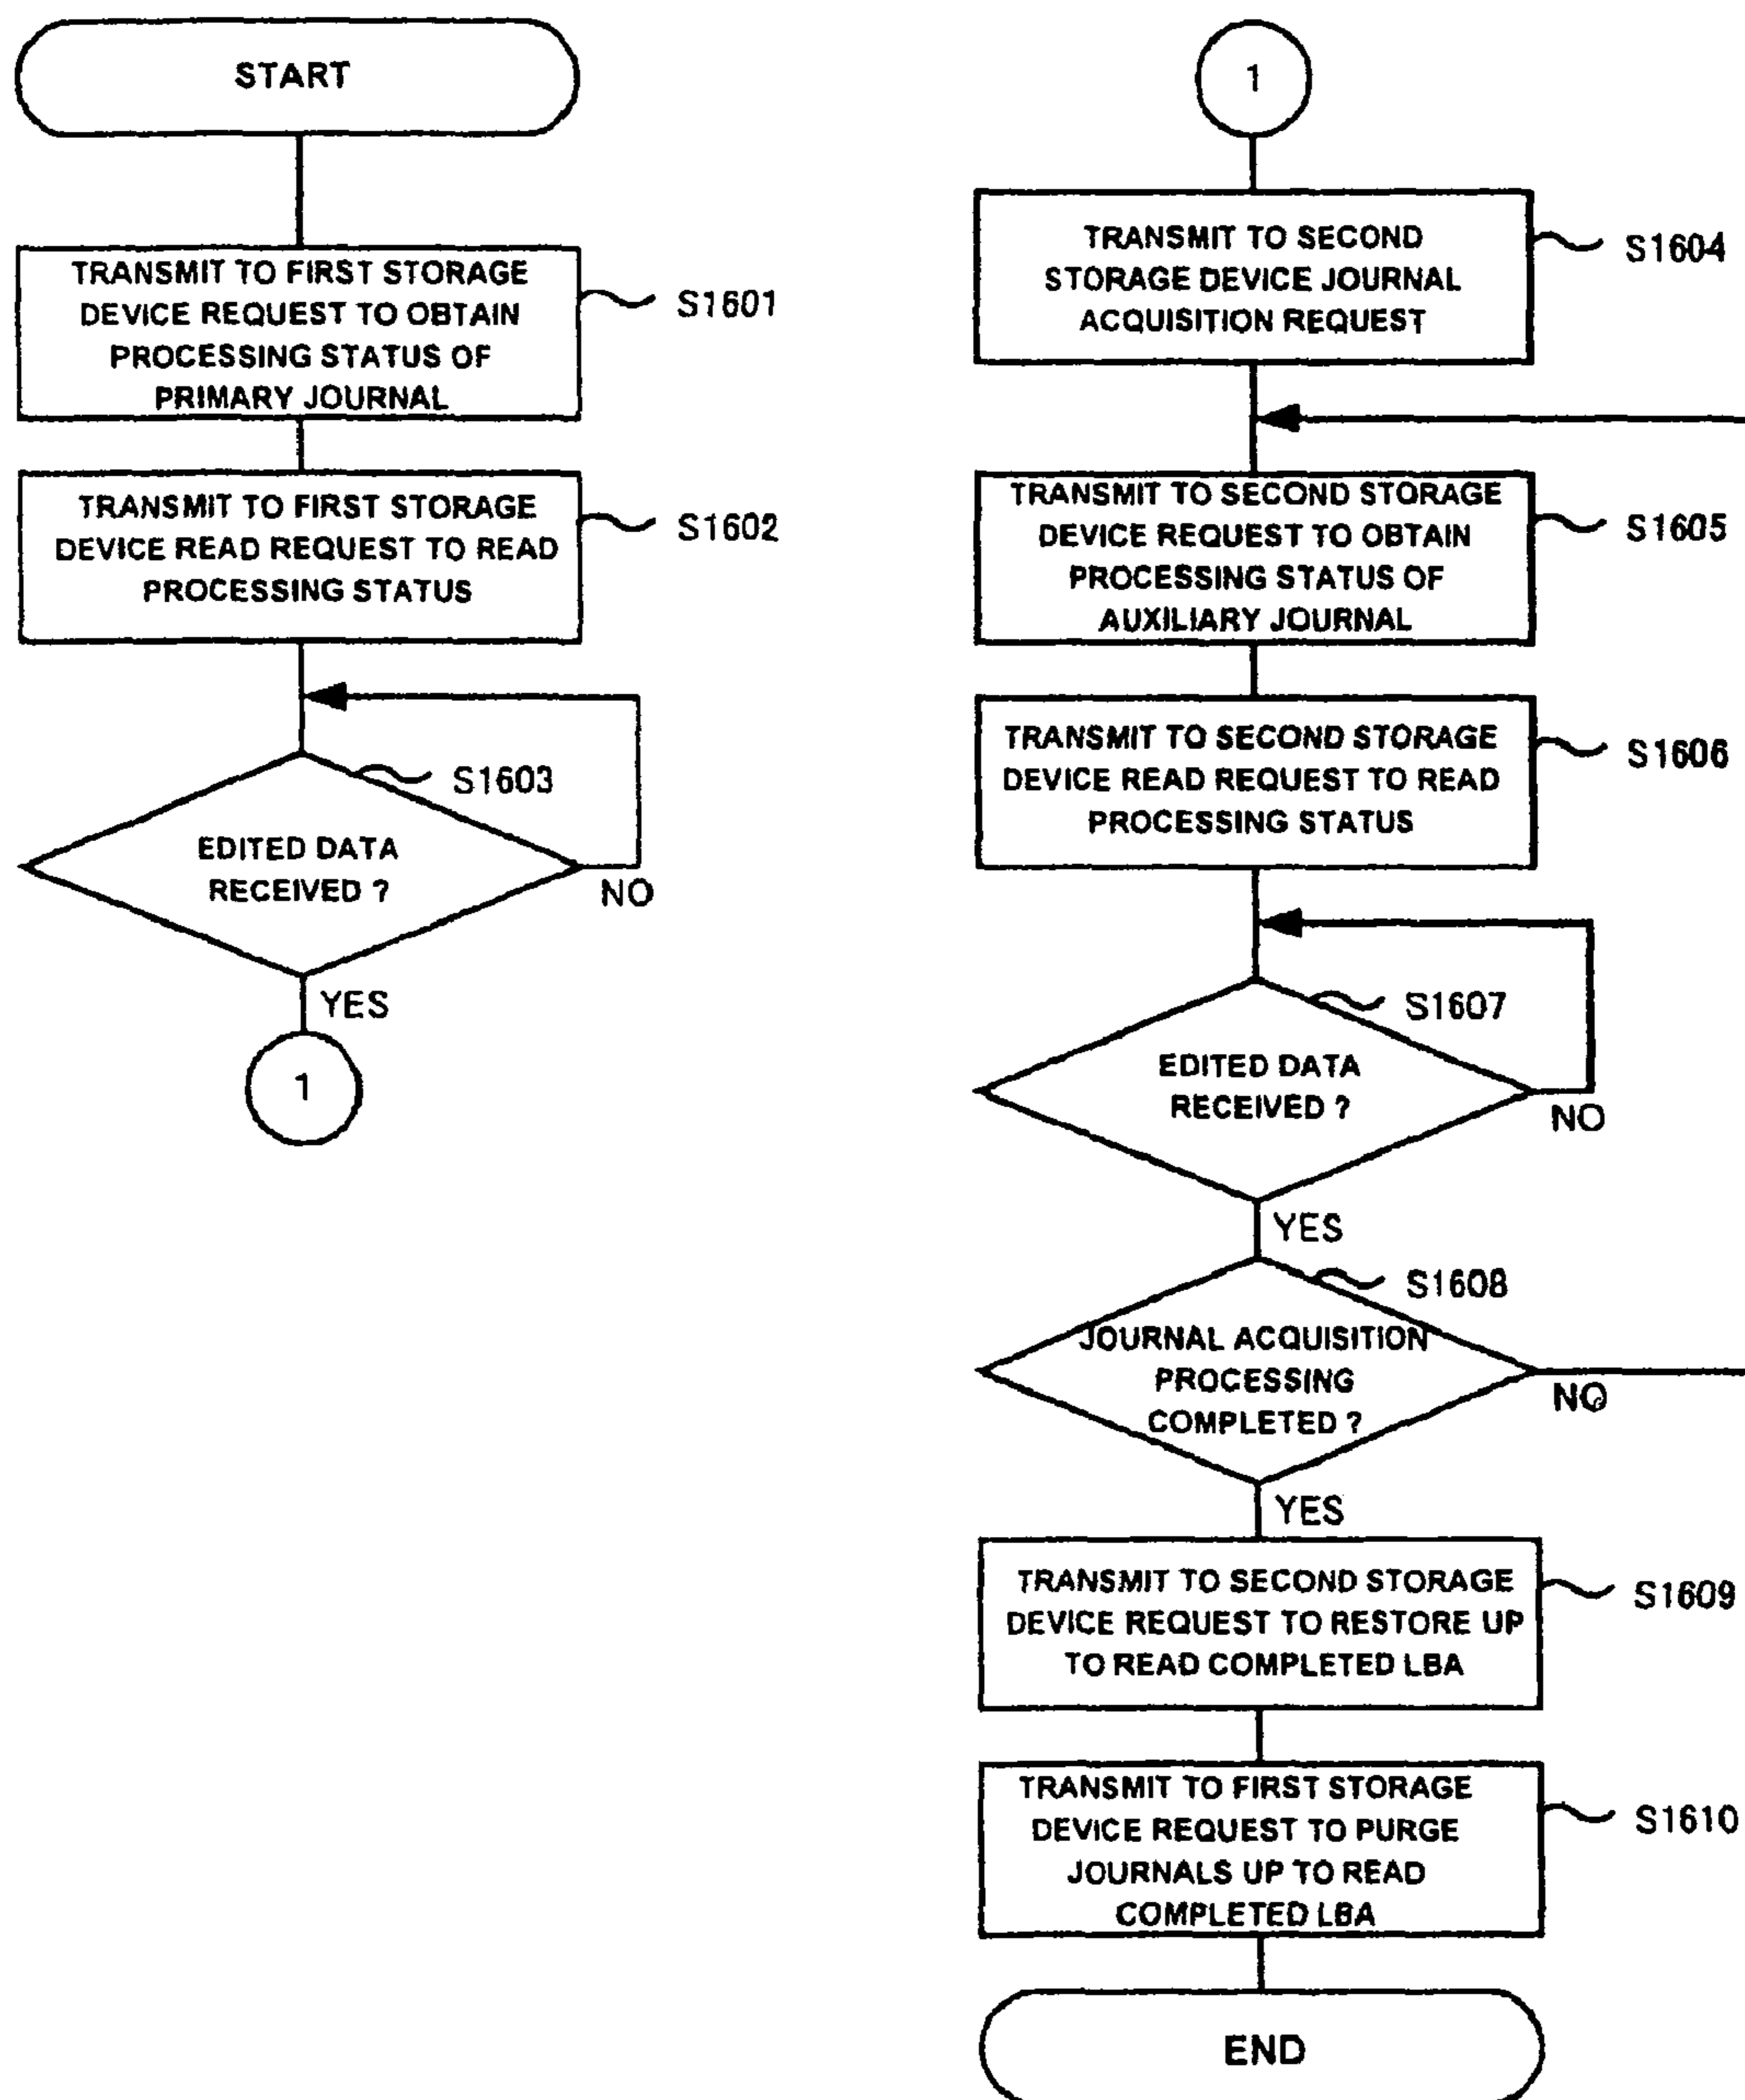 START
TRANSMIT TO FIRST STORAGE
DEVICE REQUEST TO OBTAIN
PROCESSING STATUS OF
PRIMARY JOURNAL
S1601
TRANSMIT TO FIRST STORAGE
DEVICE READ REQUEST TO READ
PROCESSING STATUS
S1602
S1603
EDITED DATA
RECEIVED ?
NO
YES
1
1
TRANSMIT TO SECOND
STORAGE DEVICE JOURNAL
ACQUISITION REQUEST
S1604
TRANSMIT TO SECOND STORAGE
DEVICE REQUEST TO OBTAIN
PROCESSING STATUS OF
AUXILIARY JOURNAL
S1605
TRANSMIT TO SECOND STORAGE
DEVICE READ REQUEST TO READ
PROCESSING STATUS
S1606
S1607
EDITED DATA
RECEIVED ?
NO
YES
S1608
JOURNAL ACQUISITION
PROCESSING
COMPLETED ?
NO
YES
TRANSMIT TO SECOND STORAGE
DEVICE REQUEST TO RESTORE UP
TO READ COMPLETED LBA
S1609
TRANSMIT TO FIRST STORAGE
DEVICE REQUEST TO PURGE
JOURNALS UP TO READ
COMPLETED LBA
S1610
END